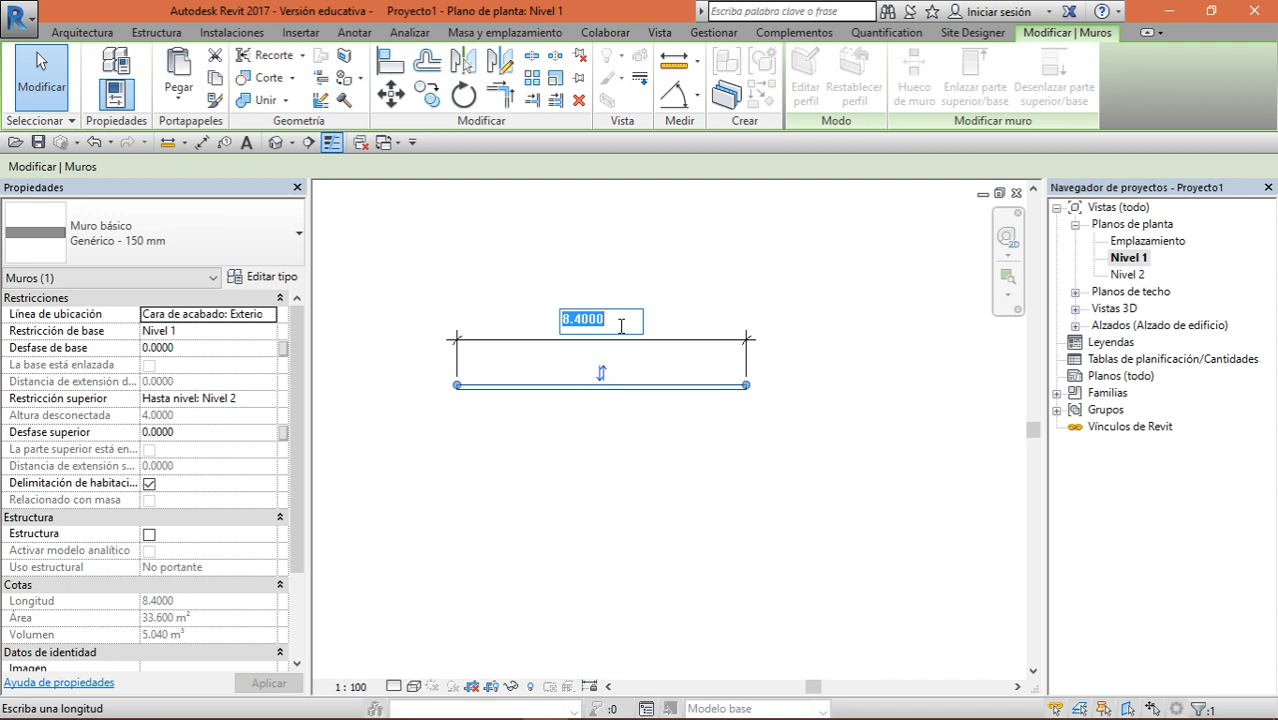 Autodesk Revit 2017 - Versión educativa - Proyecto1 - Plano de planta: Nivel 1
Escriba palabra clave o frase
Iniciar sesión
Arquitectura Estructura Instalaciones Insertar Anotar Analizar Masa y emplazamiento Colaborar Vista Gestionar Complementos Quantification Site Designer Modificar | Muros
Modificar
Pegar
Recorte
Corte
Unir
Editar perfil
Restablecer perfil
Hueco de muro
Enlazar parte superior/base
Desenlazar parte superior/base
Seleccionar Propiedades Portapapeles Geometría Modificar Vista Medir Crear Modo Modificar muro
Modificar | Muros
Propiedades
Muro básico
Genérico - 150 mm
Muros (1)
Editar tipo
Restricciones
Línea de ubicación Cara de acabado: Exterio
Restricción de base Nivel 1
Desfase de base 0.0000
La base está enlazada
Distancia de extensión d... 0.0000
Restricción superior Hasta nivel: Nivel 2
Altura desconectada 4.0000
Desfase superior 0.0000
La parte superior está en...
Distancia de extensión s... 0.0000
Delimitación de habitaci...
Relacionado con masa
Estructura
Estructura
Activar modelo analítico
Uso estructural No portante
Cotas
Longitud 8.4000
Área 33.600 m²
Volumen 5.040 m³
Datos de identidad
Imagen
Ayuda de propiedades
Aplicar
8.4000
2D
1 : 100
Navegador de proyectos - Proyecto1
Vistas (todo)
Planos de planta
Emplazamiento
Nivel 1
Nivel 2
Planos de techo
Vistas 3D
Alzados (Alzado de edificio)
Leyendas
Tablas de planificación/Cantidades
Planos (todo)
Familias
Grupos
Vínculos de Revit
Escriba una longitud
:0
Modelo base
:1